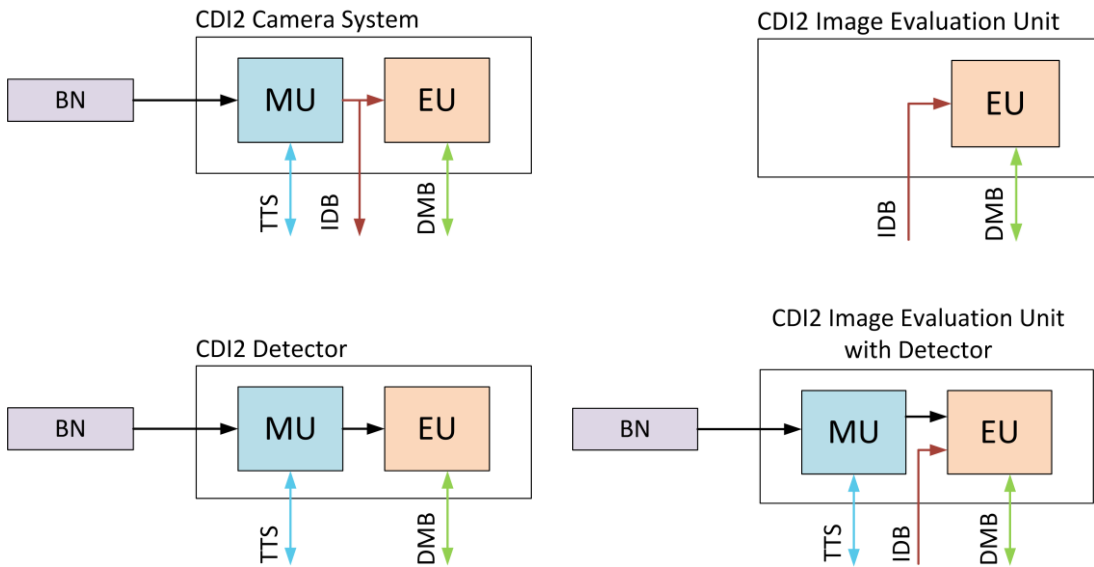 CDI2 Camera System
BN
MU
EU
TTS
IDB
DMB
CDI2 Image Evaluation Unit
EU
IDB
DMB
CDI2 Detector
BN
MU
EU
TTS
DMB
CDI2 Image Evaluation Unit
with Detector
BN
MU
EU
TTS
IDB
DMB